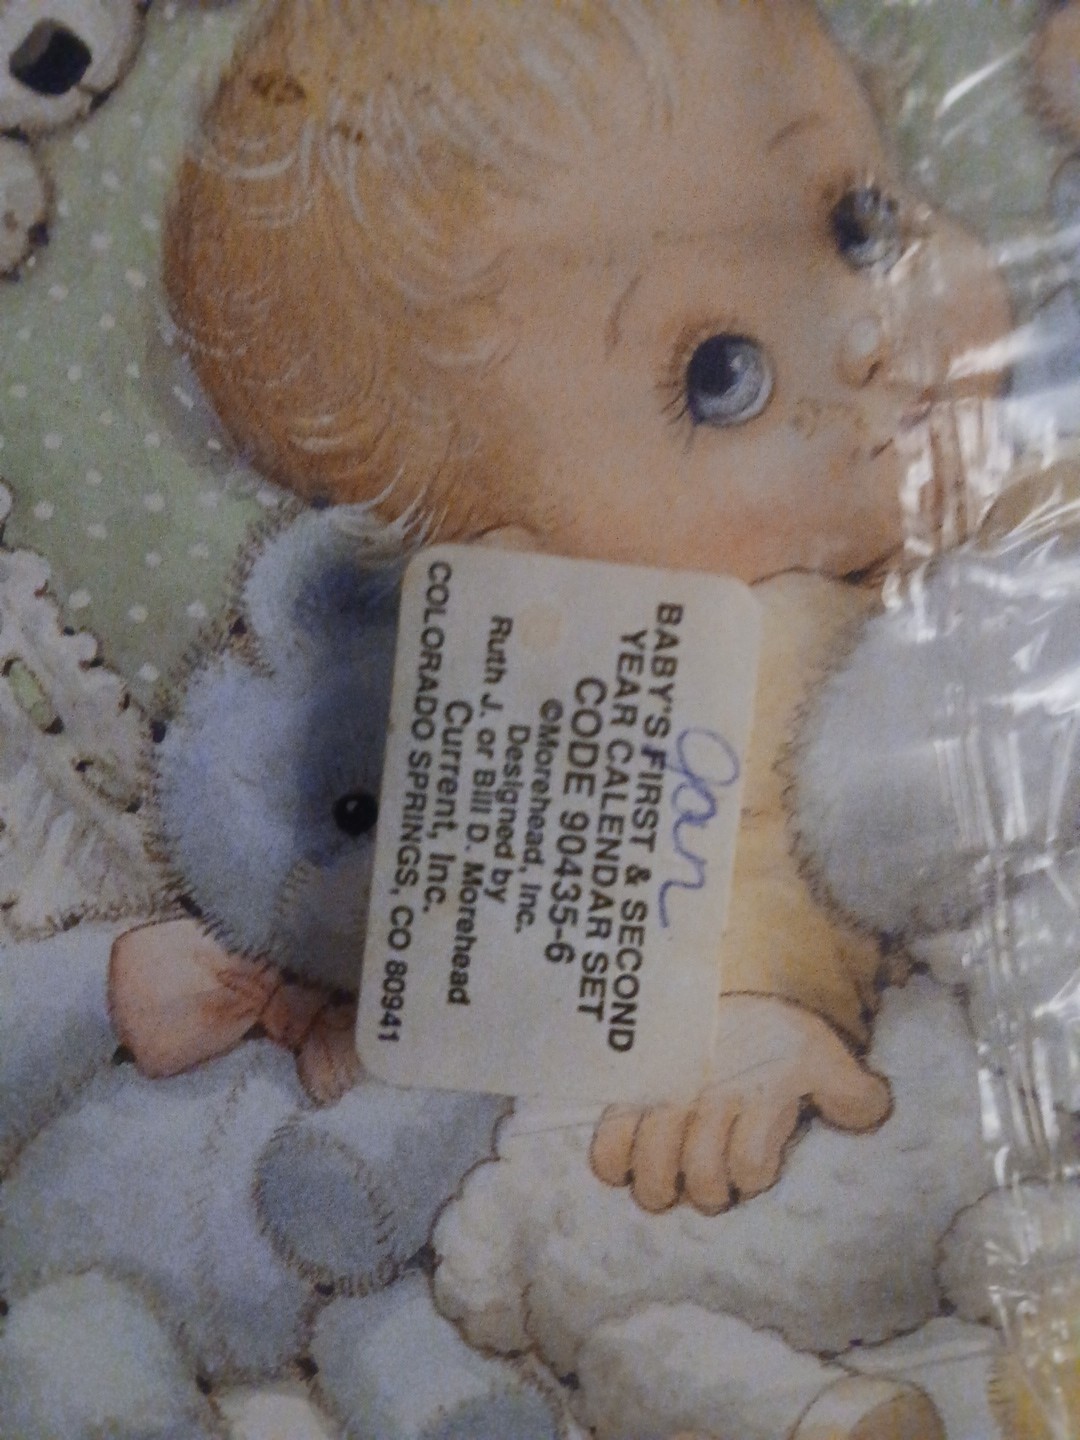 Jan
BABY'S FIRST & SECOND
YEAR CALENDAR SET
CODE 90435-6
©Morehead, Inc.
Designed by
Ruth J. or Bill D. Morehead
Current, Inc.
COLORADO SPRINGS, CO 80941